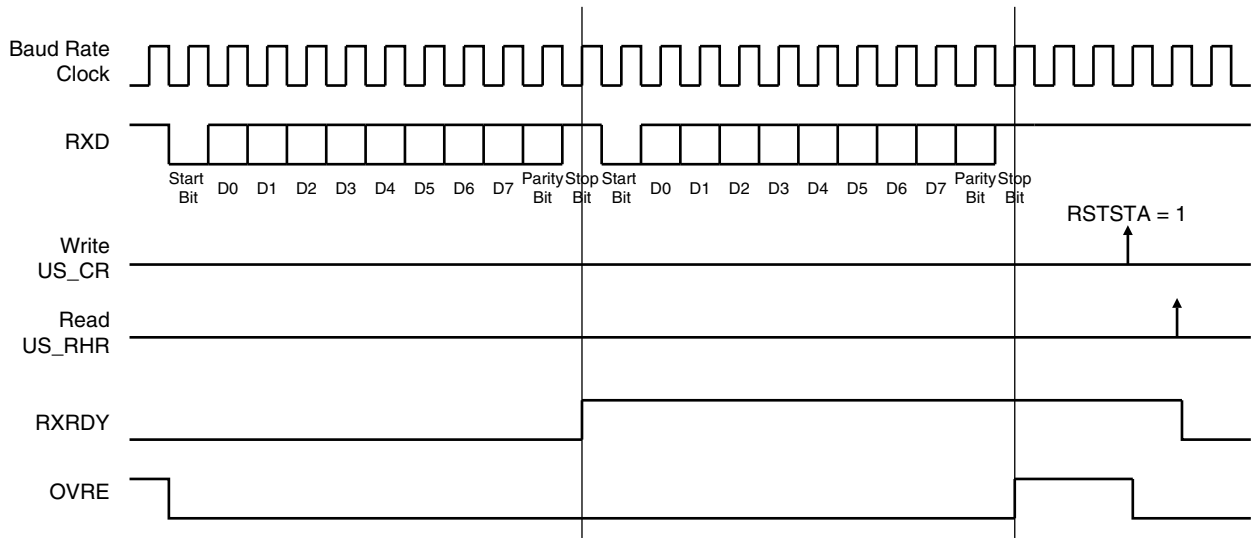 Baud Rate
Clock
RXD
Start
Bit
D0
D1
D2
D3
D4
D5
D6
D7
Parity
Bit
Stop
Bit
Start
Bit
D0
D1
D2
D3
D4
D5
D6
D7
Parity
Bit
Stop
Bit
RSTSTA = 1
Write
US_CR
Read
US_RHR
RXRDY
OVRE